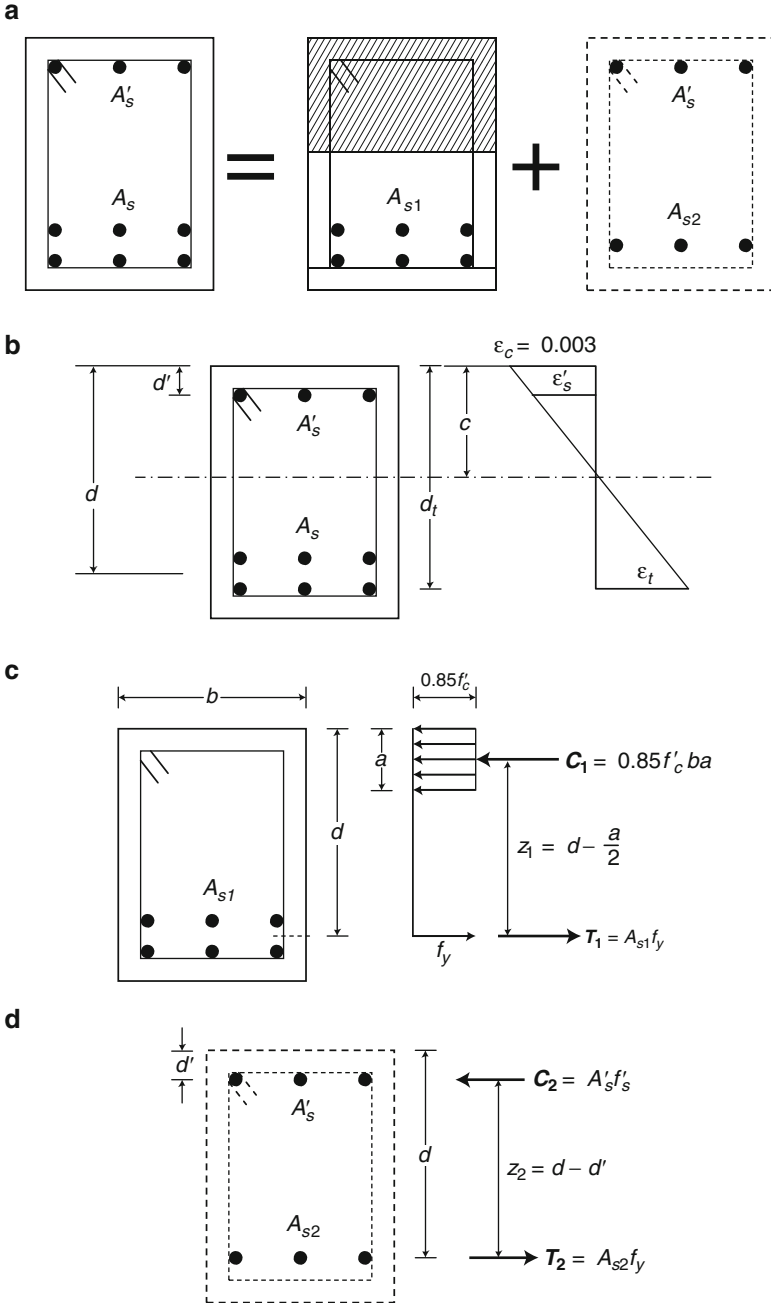 a
A's
A's
= + 
As
As1
As2
b
εc = 0.003
d'
ε's
A's
c
d
dt
As
εt
c
b
0.85f'c
a
C1 = 0.85f'c ba
d
z1 = d − a/2
As1
fy
T1 = As1fy
d
d'
C2 = A's f's
A's
d
z2 = d − d'
As2
T2 = As2fy